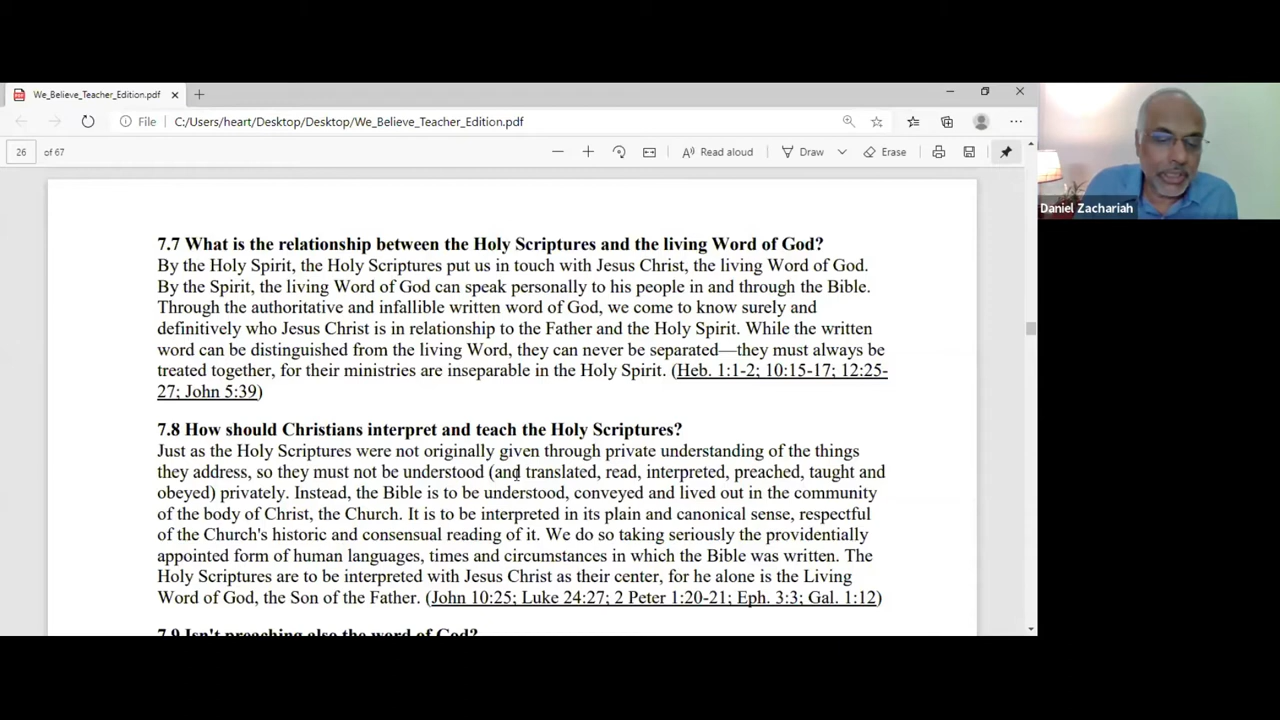 We_Believe_Teacher_Edition.pdf
File C:/Users/heart/Desktop/Desktop/We_Believe_Teacher_Edition.pdf
26 of 67 Read aloud Draw Erase
Daniel Zachariah
7.7 What is the relationship between the Holy Scriptures and the living Word of God?
By the Holy Spirit, the Holy Scriptures put us in touch with Jesus Christ, the living Word of God.
By the Spirit, the living Word of God can speak personally to his people in and through the Bible.
Through the authoritative and infallible written word of God, we come to know surely and
definitively who Jesus Christ is in relationship to the Father and the Holy Spirit. While the written
word can be distinguished from the living Word, they can never be separated—they must always be
treated together, for their ministries are inseparable in the Holy Spirit. (Heb. 1:1-2; 10:15-17; 12:25-
27; John 5:39)
7.8 How should Christians interpret and teach the Holy Scriptures?
Just as the Holy Scriptures were not originally given through private understanding of the things
they address, so they must not be understood (and translated, read, interpreted, preached, taught and
obeyed) privately. Instead, the Bible is to be understood, conveyed and lived out in the community
of the body of Christ, the Church. It is to be interpreted in its plain and canonical sense, respectful
of the Church's historic and consensual reading of it. We do so taking seriously the providentially
appointed form of human languages, times and circumstances in which the Bible was written. The
Holy Scriptures are to be interpreted with Jesus Christ as their center, for he alone is the Living
Word of God, the Son of the Father. (John 10:25; Luke 24:27; 2 Peter 1:20-21; Eph. 3:3; Gal. 1:12)
7.9 Isn't preaching also the word of God?